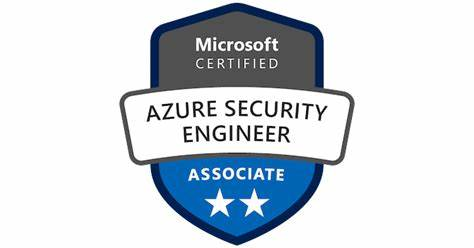 Microsoft
CERTIFIED
AZURE SECURITY
ENGINEER
ASSOCIATE